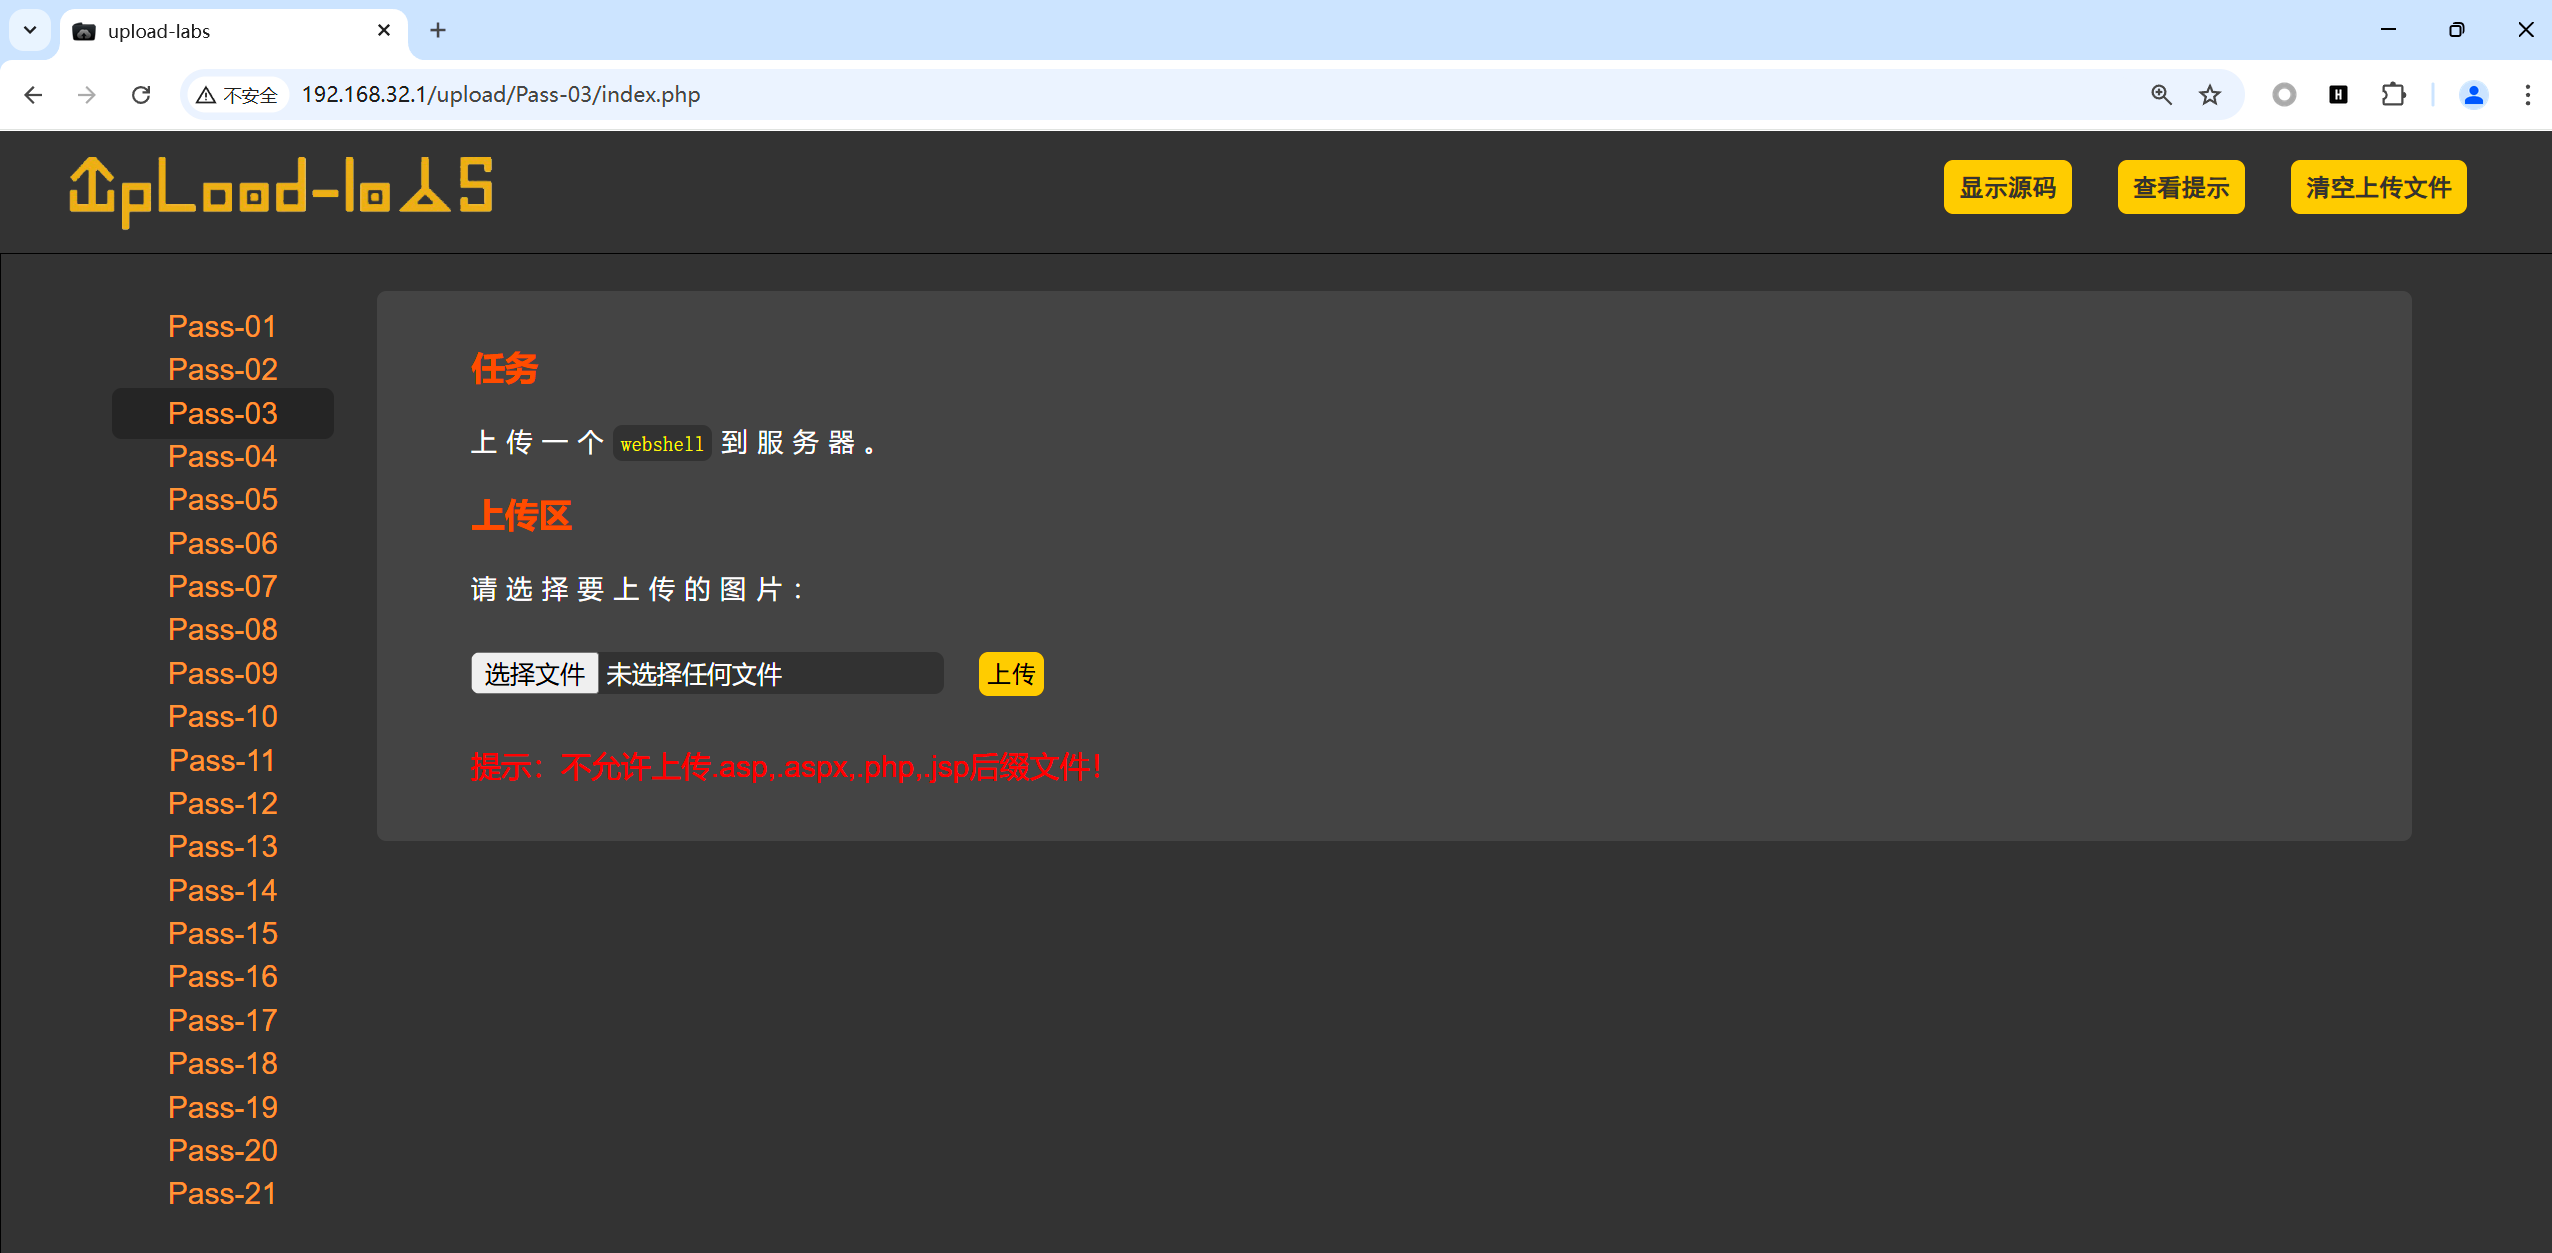 upload-labs
不安全 192.168.32.1/upload/Pass-03/index.php
upload-labs
显示源码 查看提示 清空上传文件
Pass-01
Pass-02
Pass-03
Pass-04
Pass-05
Pass-06
Pass-07
Pass-08
Pass-09
Pass-10
Pass-11
Pass-12
Pass-13
Pass-14
Pass-15
Pass-16
Pass-17
Pass-18
Pass-19
Pass-20
Pass-21
任务
上传一个 webshell 到服务器。
上传区
请选择要上传的图片：
选择文件 未选择任何文件 上传
提示：不允许上传.asp,.aspx,.php,.jsp后缀文件！